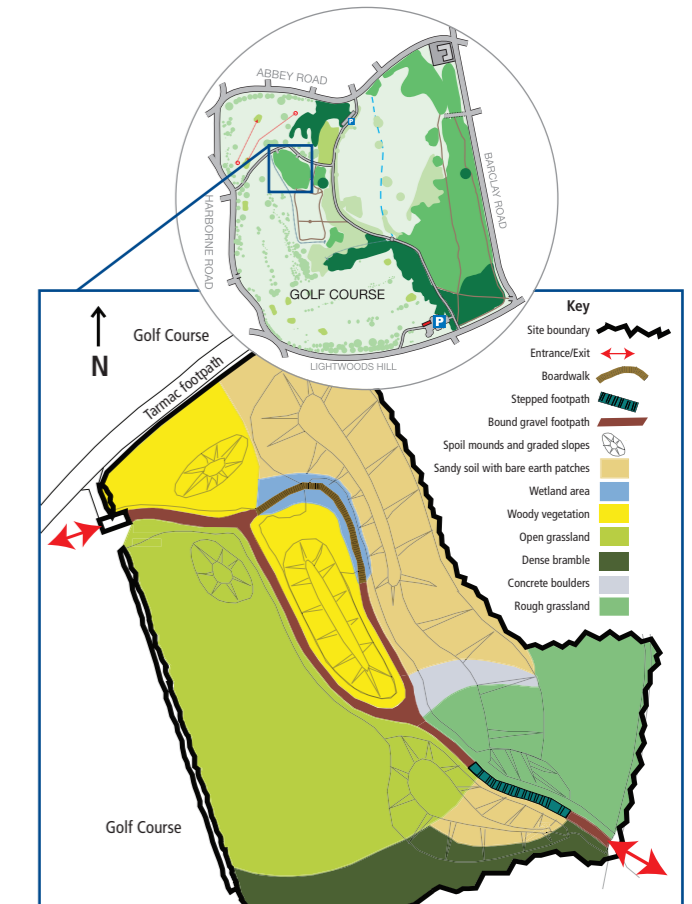 ABBEY ROAD
P
BARCLAY ROAD
HARBORNE ROAD
GOLF COURSE
P
LIGHTWOODS HILL
N
Golf Course
Tarmac footpath
Key
Site boundary
Entrance/Exit
Boardwalk
Stepped footpath
Bound gravel footpath
Spoil mounds and graded slopes
Sandy soil with bare earth patches
Wetland area
Woody vegetation
Open grassland
Dense bramble
Concrete boulders
Rough grassland
Golf Course